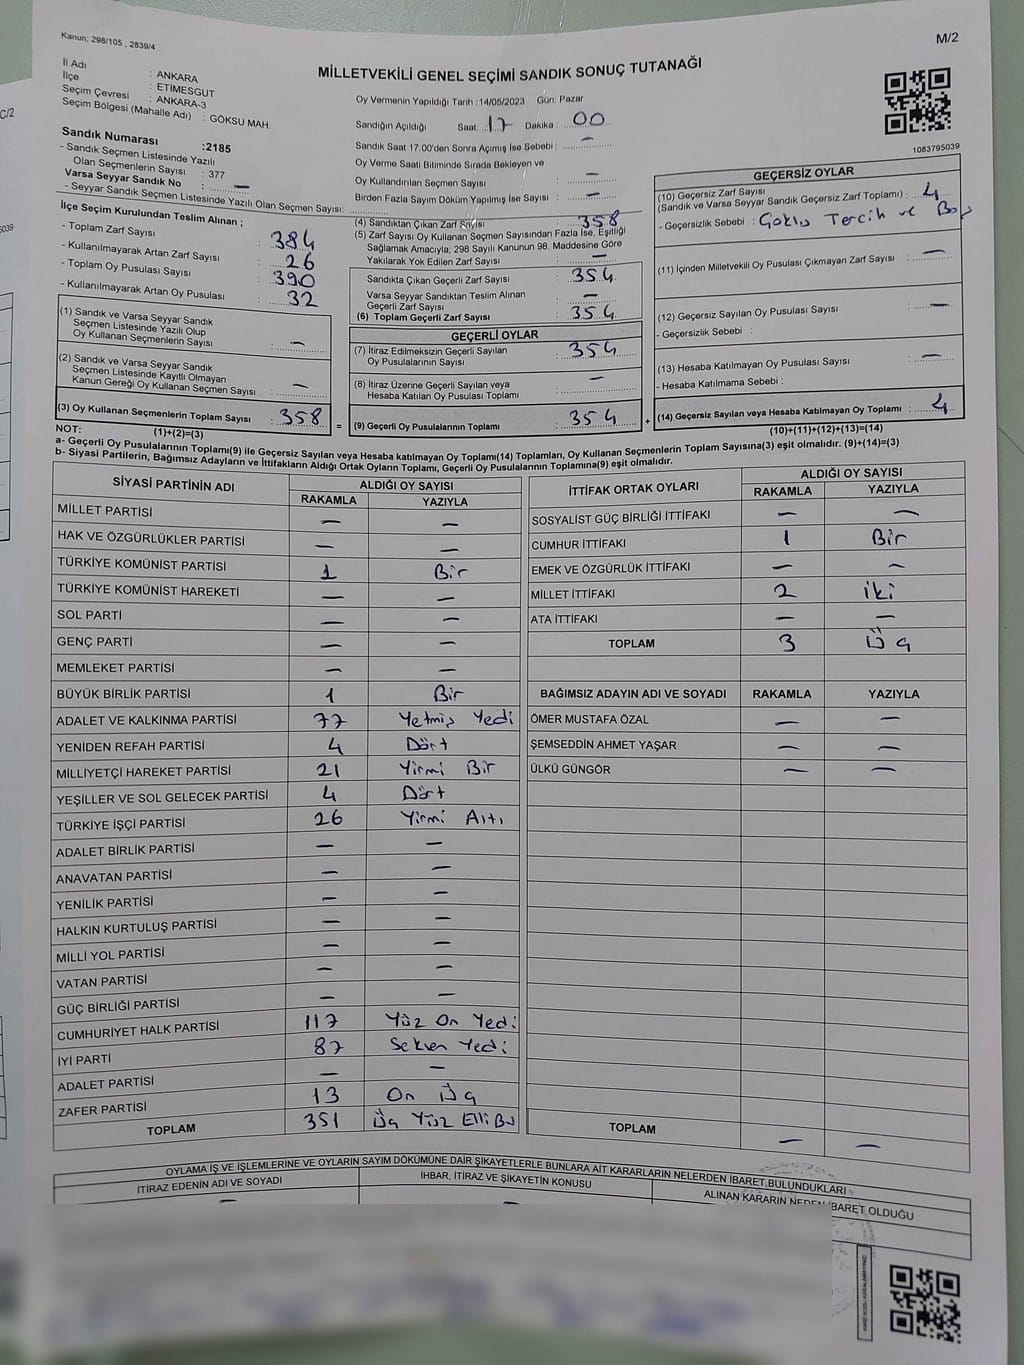 Kanun; 298/105 , 2839/4
M/2
MİLLETVEKİLİ GENEL SEÇİMİ SANDIK SONUÇ TUTANAĞI
İl Adı : ANKARA
İlçe : ETİMESGUT
Seçim Çevresi : ANKARA-3
Seçim Bölgesi (Mahalle Adı) : GÖKSU MAH.
Sandık Numarası :2185
- Sandık Seçmen Listesinde Yazılı
Olan Seçmenlerin Sayısı : 377
Varsa Seyyar Sandık No : —
- Seyyar Sandık Seçmen Listesinde Yazılı Olan Seçmen Sayısı:
Oy Vermenin Yapıldığı Tarih :14/05/2023 Gün: Pazar
Sandığın Açıldığı Saat: 17 Dakika : 00
Sandık Saat 17:00'den Sonra Açımış İse Sebebi : —
Oy Verme Saati Bitiminde Sırada Bekleyen ve
Oy Kullandırılan Seçmen Sayısı —
Birden Fazla Sayım Döküm Yapılmış İse Sayısı : —
1083795039
İlçe Seçim Kurulundan Teslim Alınan ;
- Toplam Zarf Sayısı : 384
- Kullanılmayarak Artan Zarf Sayısı : 26
- Toplam Oy Pusulası Sayısı : 390
- Kullanılmayarak Artan Oy Pusulası : 32
(1) Sandık ve Varsa Seyyar Sandık
Seçmen Listesinde Yazılı Olup
Oy Kullanan Seçmenlerin Sayısı : —
(2) Sandık ve Varsa Seyyar Sandık
Seçmen Listesinde Kayıtlı Olmayan
Kanun Gereği Oy Kullanan Seçmen Sayısı : —
(3) Oy Kullanan Seçmenlerin Toplam Sayısı : 358
(1)+(2)=(3)
(4) Sandıktan Çıkan Zarf Sayısı : 358
(5) Zarf Sayısı Oy Kullanan Seçmen Sayısından Fazla İse, Eşitliği
Sağlamak Amacıyla; 298 Sayılı Kanunun 98. Maddesine Göre
Yakılarak Yok Edilen Zarf Sayısı : —
Sandıkta Çıkan Geçerli Zarf Sayısı : 354
Varsa Seyyar Sandıktan Teslim Alınan
Geçerli Zarf Sayısı : —
(6) Toplam Geçerli Zarf Sayısı : 354
GEÇERLİ OYLAR
(7) İtiraz Edilmeksizin Geçerli Sayılan
Oy Pusulalarının Sayısı : 354
(8) İtiraz Üzerine Geçerli Sayılan veya
Hesaba Katılan Oy Pusulası Toplamı : —
= (9) Geçerli Oy Pusulalarının Toplamı : 354 +
GEÇERSİZ OYLAR
(10) Geçersiz Zarf Sayısı
(Sandık ve Varsa Seyyar Sandık Geçersiz Zarf Toplamı) : 4
- Geçersizlik Sebebi : Çoklu Tercih ve Boş
(11) İçinden Milletvekili Oy Pusulası Çıkmayan Zarf Sayısı : —
(12) Geçersiz Sayılan Oy Pusulası Sayısı : —
- Geçersizlik Sebebi :
(13) Hesaba Katılmayan Oy Pusulası Sayısı : —
- Hesaba Katılmama Sebebi :
(14) Geçersiz Sayılan veya Hesaba Katılmayan Oy Toplamı : 4
(10)+(11)+(12)+(13)=(14)
NOT:
a- Geçerli Oy Pusulalarının Toplamı(9) ile Geçersiz Sayılan veya Hesaba katılmayan Oy Toplamı(14) Toplamları, Oy Kullanan Seçmenlerin Toplam Sayısına(3) eşit olmalıdır. (9)+(14)=(3)
b- Siyasi Partilerin, Bağımsız Adayların ve İttifakların Aldığı Ortak Oyların Toplamı, Geçerli Oy Pusulalarının Toplamına(9) eşit olmalıdır.
SİYASİ PARTİNİN ADI ALDIĞI OY SAYISI
RAKAMLA YAZIYLA
MİLLET PARTİSİ — —
HAK VE ÖZGÜRLÜKLER PARTİSİ — —
TÜRKİYE KOMÜNİST PARTİSİ 1 Bir
TÜRKİYE KOMÜNİST HAREKETİ — —
SOL PARTİ — —
GENÇ PARTİ — —
MEMLEKET PARTİSİ — —
BÜYÜK BİRLİK PARTİSİ 1 Bir
ADALET VE KALKINMA PARTİSİ 77 Yetmiş Yedi
YENİDEN REFAH PARTİSİ 4 Dört
MİLLİYETÇİ HAREKET PARTİSİ 21 Yirmi Bir
YEŞİLLER VE SOL GELECEK PARTİSİ 4 Dört
TÜRKİYE İŞÇİ PARTİSİ 26 Yirmi Altı
ADALET BİRLİK PARTİSİ — —
ANAVATAN PARTİSİ — —
YENİLİK PARTİSİ — —
HALKIN KURTULUŞ PARTİSİ — —
MİLLİ YOL PARTİSİ — —
VATAN PARTİSİ — —
GÜÇ BİRLİĞİ PARTİSİ — —
CUMHURİYET HALK PARTİSİ 117 Yüz On Yedi
İYİ PARTİ 87 Seksen Yedi
ADALET PARTİSİ — —
ZAFER PARTİSİ 13 On Üç
TOPLAM 351 Üç Yüz Elli Bir
İTTİFAK ORTAK OYLARI ALDIĞI OY SAYISI
RAKAMLA YAZIYLA
SOSYALİST GÜÇ BİRLİĞİ İTTİFAKI — —
CUMHUR İTTİFAKI 1 Bir
EMEK VE ÖZGÜRLÜK İTTİFAKI — —
MİLLET İTTİFAKI 2 iki
ATA İTTİFAKI — —
TOPLAM 3 Üç
BAĞIMSIZ ADAYIN ADI VE SOYADI RAKAMLA YAZIYLA
ÖMER MUSTAFA ÖZAL — —
ŞEMSEDDİN AHMET YAŞAR — —
ÜLKÜ GÜNGÖR — —
TOPLAM — —
OYLAMA İŞ VE İŞLEMLERİNE VE OYLARIN SAYIM DÖKÜMÜNE DAİR ŞİKAYETLERLE BUNLARA AİT KARARLARIN NELERDEN İBARET BULUNDUKLARI
İTİRAZ EDENİN ADI VE SOYADI İHBAR, İTİRAZ VE ŞİKAYETİN KONUSU ALINAN KARARIN NEDEN İBARET OLDUĞU
—
C/2
5039